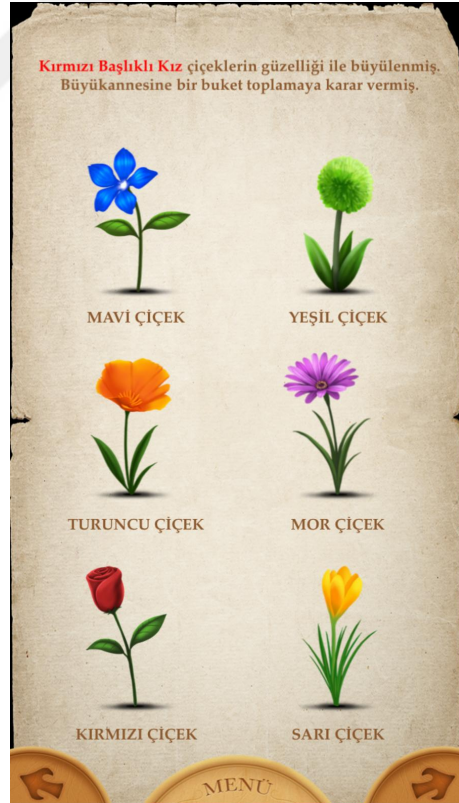 Kırmızı Başlıklı Kız çiçeklerin güzelliği ile büyülenmiş.
Büyükannesine bir buket toplamaya karar vermiş.
MAVİ ÇİÇEK
YEŞİL ÇİÇEK
TURUNCU ÇİÇEK
MOR ÇİÇEK
KIRMIZI ÇİÇEK
SARI ÇİÇEK
MENÜ